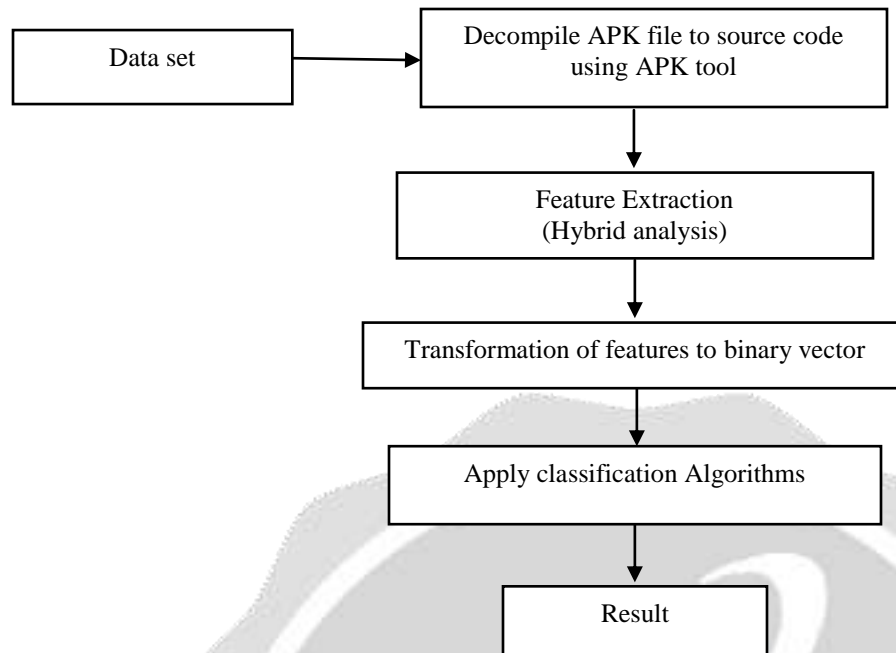 Data set
Decompile APK file to source code
using APK tool
Feature Extraction
(Hybrid analysis)
Transformation of features to binary vector
Apply classification Algorithms
Result